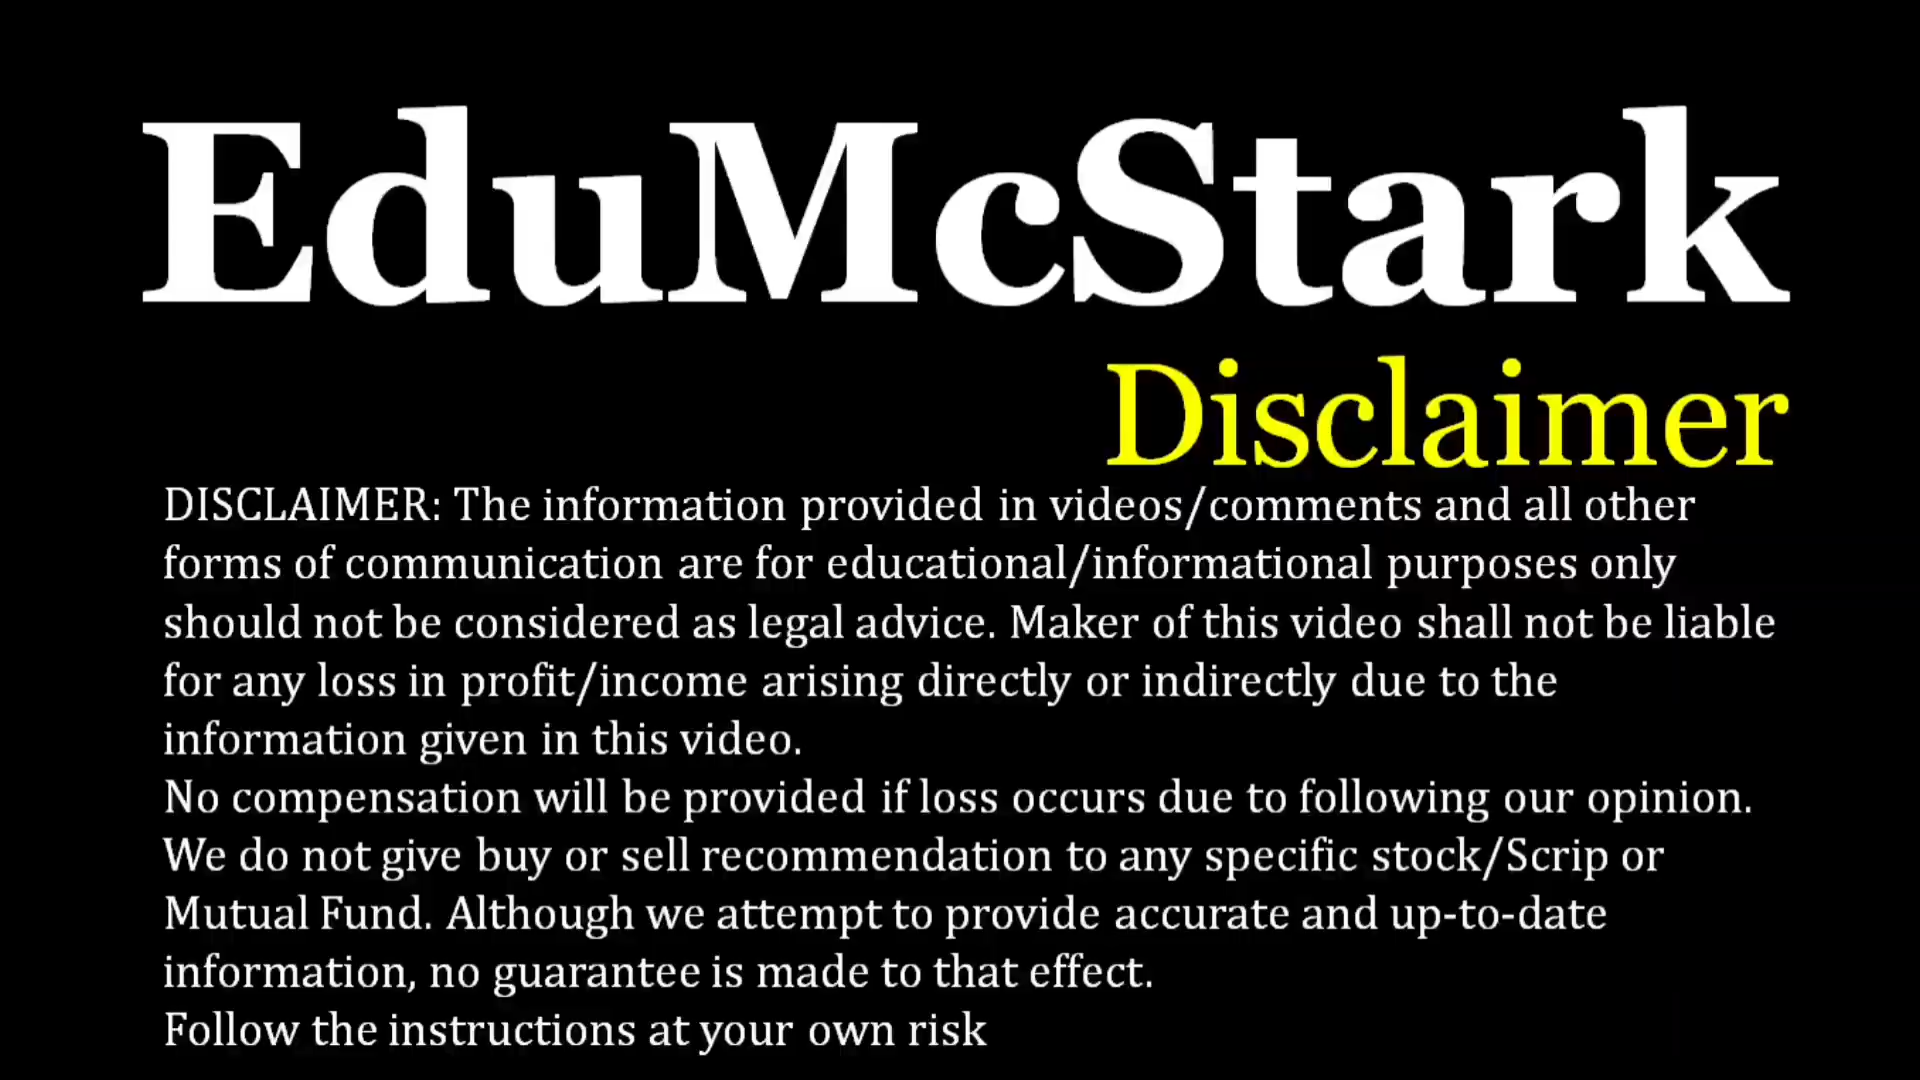 EduMcStark
Disclaimer
DISCLAIMER: The information provided in videos/comments and all other
forms of communication are for educational/informational purposes only
should not be considered as legal advice. Maker of this video shall not be liable
for any loss in profit/income arising directly or indirectly due to the
information given in this video.
No compensation will be provided if loss occurs due to following our opinion.
We do not give buy or sell recommendation to any specific stock/Scrip or
Mutual Fund. Although we attempt to provide accurate and up-to-date
information, no guarantee is made to that effect.
Follow the instructions at your own risk